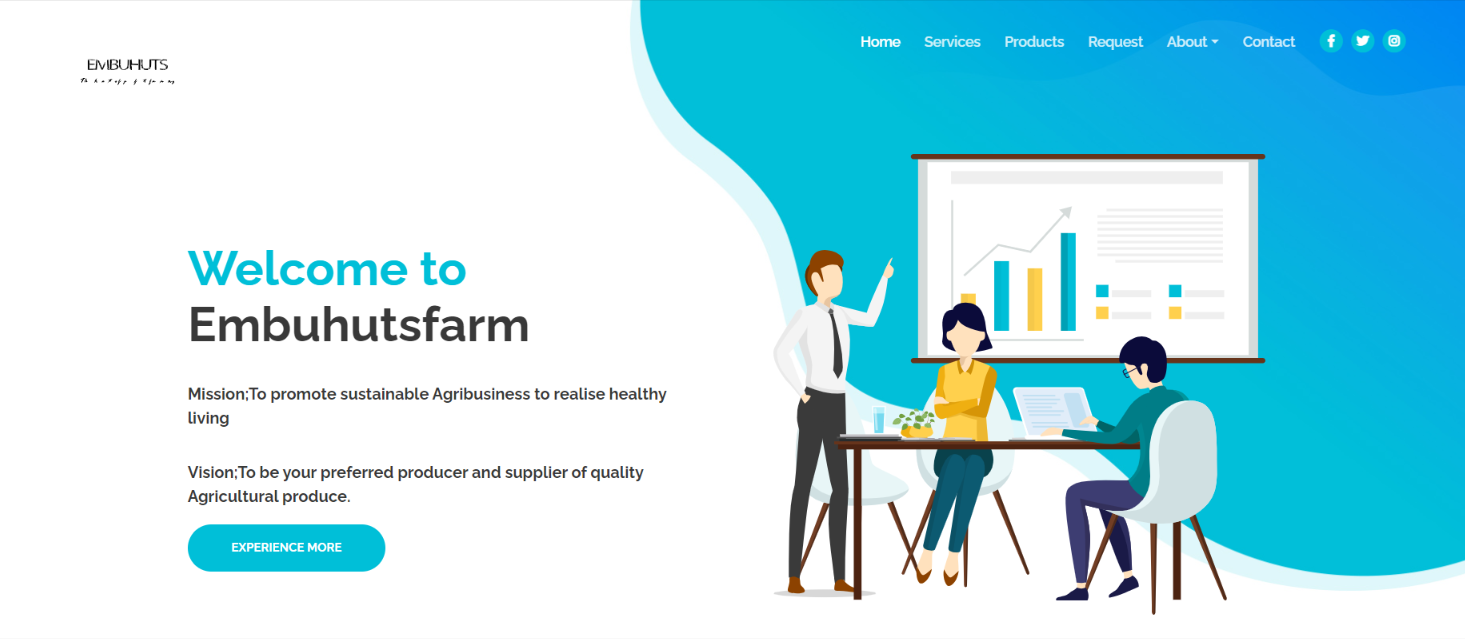 EMBUHUTS
Home Services Products Request About Contact
Welcome to
Embuhutsfarm
Mission;To promote sustainable Agribusiness to realise healthy
living
Vision;To be your preferred producer and supplier of quality
Agricultural produce.
EXPERIENCE MORE